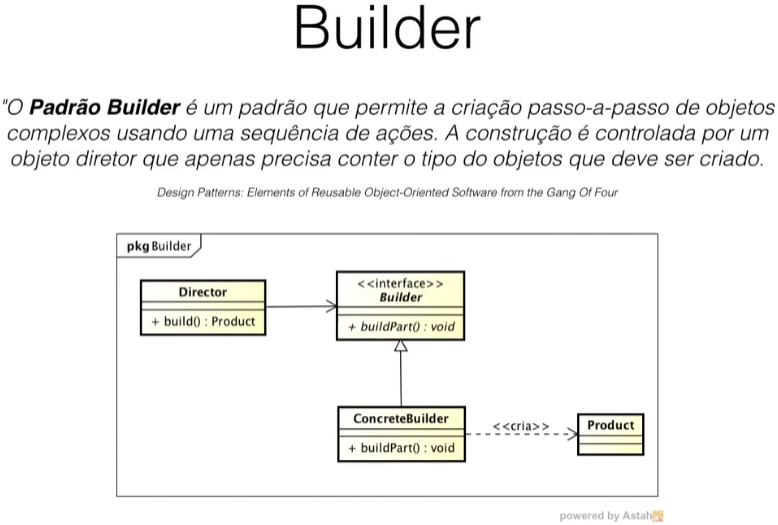 Builder
"O Padrão Builder é um padrão que permite a criação passo-a-passo de objetos
complexos usando uma sequência de ações. A construção é controlada por um
objeto diretor que apenas precisa conter o tipo do objetos que deve ser criado.
Design Patterns: Elements of Reusable Object-Oriented Software from the Gang Of Four
pkg Builder
Director
+ build() : Product
<<interface>>
Builder
+ buildPart() : void
ConcreteBuilder
+ buildPart() : void
<<cria>>
Product
powered by Astah